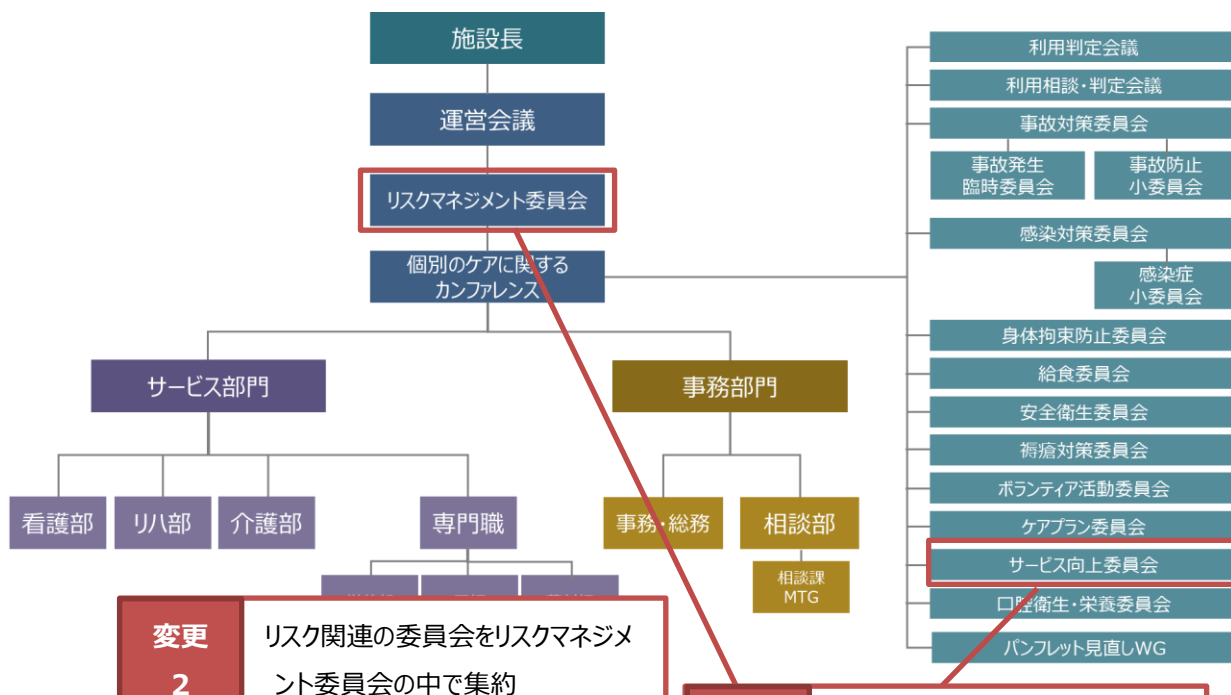 施設長
運営会議
リスクマネジメント委員会
個別のケアに関する
カンファレンス
サービス部門
事務部門
看護部
リハ部
介護部
専門職
事務・総務
相談部
相談課
MTG
利用判定会議
利用相談・判定会議
事故対策委員会
事故発生
臨時委員会
事故防止
小委員会
感染対策委員会
感染症
小委員会
身体拘束防止委員会
給食委員会
安全衛生委員会
褥瘡対策委員会
ボランティア活動委員会
ケアプラン委員会
サービス向上委員会
口腔衛生・栄養委員会
パンフレット見直しWG
変更
2
リスク関連の委員会をリスクマネジメ
ント委員会の中で集約